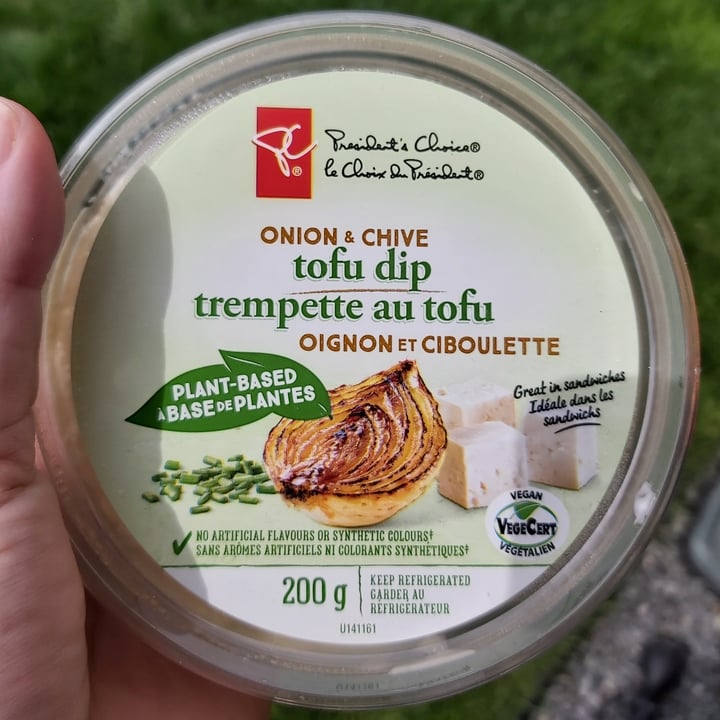 President's Choice®
le Choix du Président®
ONION & CHIVE
tofu dip
trempette au tofu
OIGNON ET CIBOULETTE
PLANT-BASED
À BASE DE PLANTES
Great in sandwiches
Idéale dans les
sandwichs
VEGAN
VEGECERT
VÉGÉTALIEN
NO ARTIFICIAL FLAVOURS OR SYNTHETIC COLOURS‡
SANS ARÔMES ARTIFICIELS NI COLORANTS SYNTHÉTIQUES‡
200 g
KEEP REFRIGERATED
GARDER AU
RÉFRIGÉRATEUR
U141161